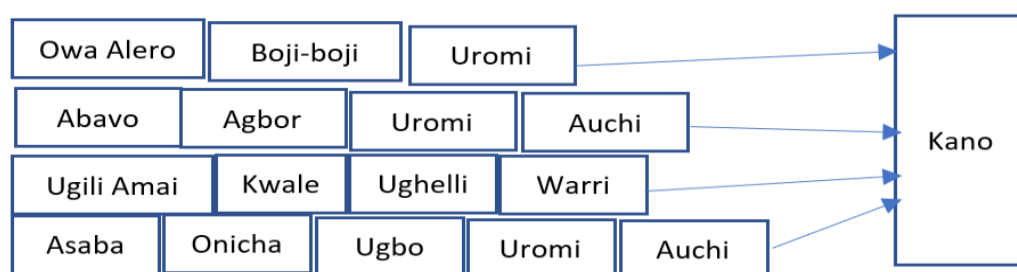 Owa Alero Boji-boji Uromi
Abavo Agbor Uromi Auchi
Kano
Ugili Amai Kwale Ughelli Warri
Asaba Onicha Ugbo Uromi Auchi